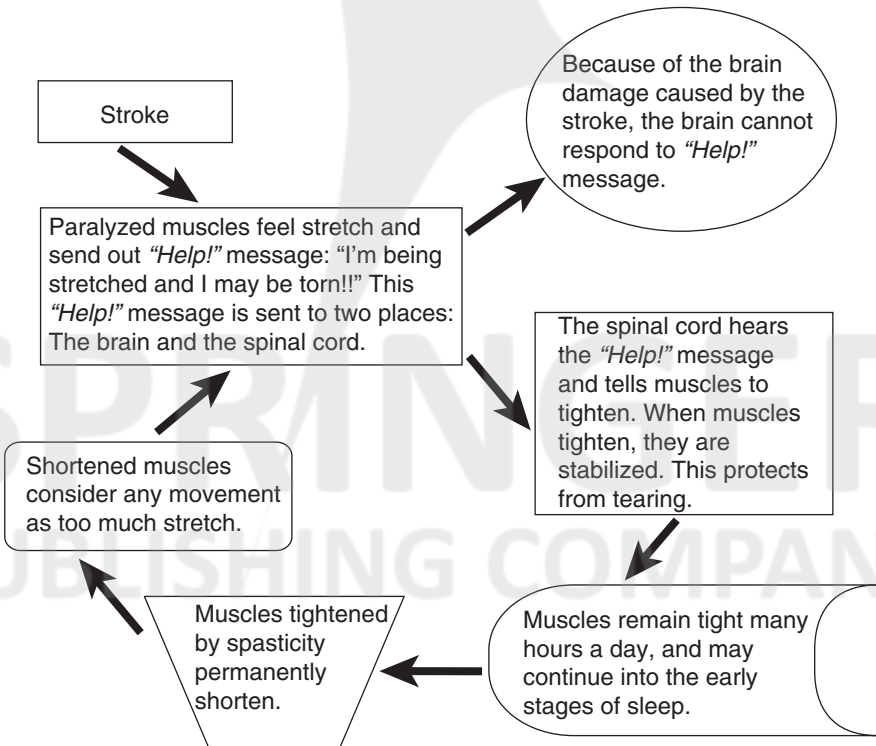 Stroke
Because of the brain
damage caused by the
stroke, the brain cannot
respond to “Help!”
message.
Paralyzed muscles feel stretch and
send out “Help!” message: “I’m being
stretched and I may be torn!!” This
“Help!” message is sent to two places:
The brain and the spinal cord.
The spinal cord hears
the “Help!” message
and tells muscles to
tighten. When muscles
tighten, they are
stabilized. This protects
from tearing.
Muscles remain tight many
hours a day, and may
continue into the early
stages of sleep.
Muscles tightened
by spasticity
permanently
shorten.
Shortened muscles
consider any movement
as too much stretch.
SPRINGER
PUBLISHING COMPAN